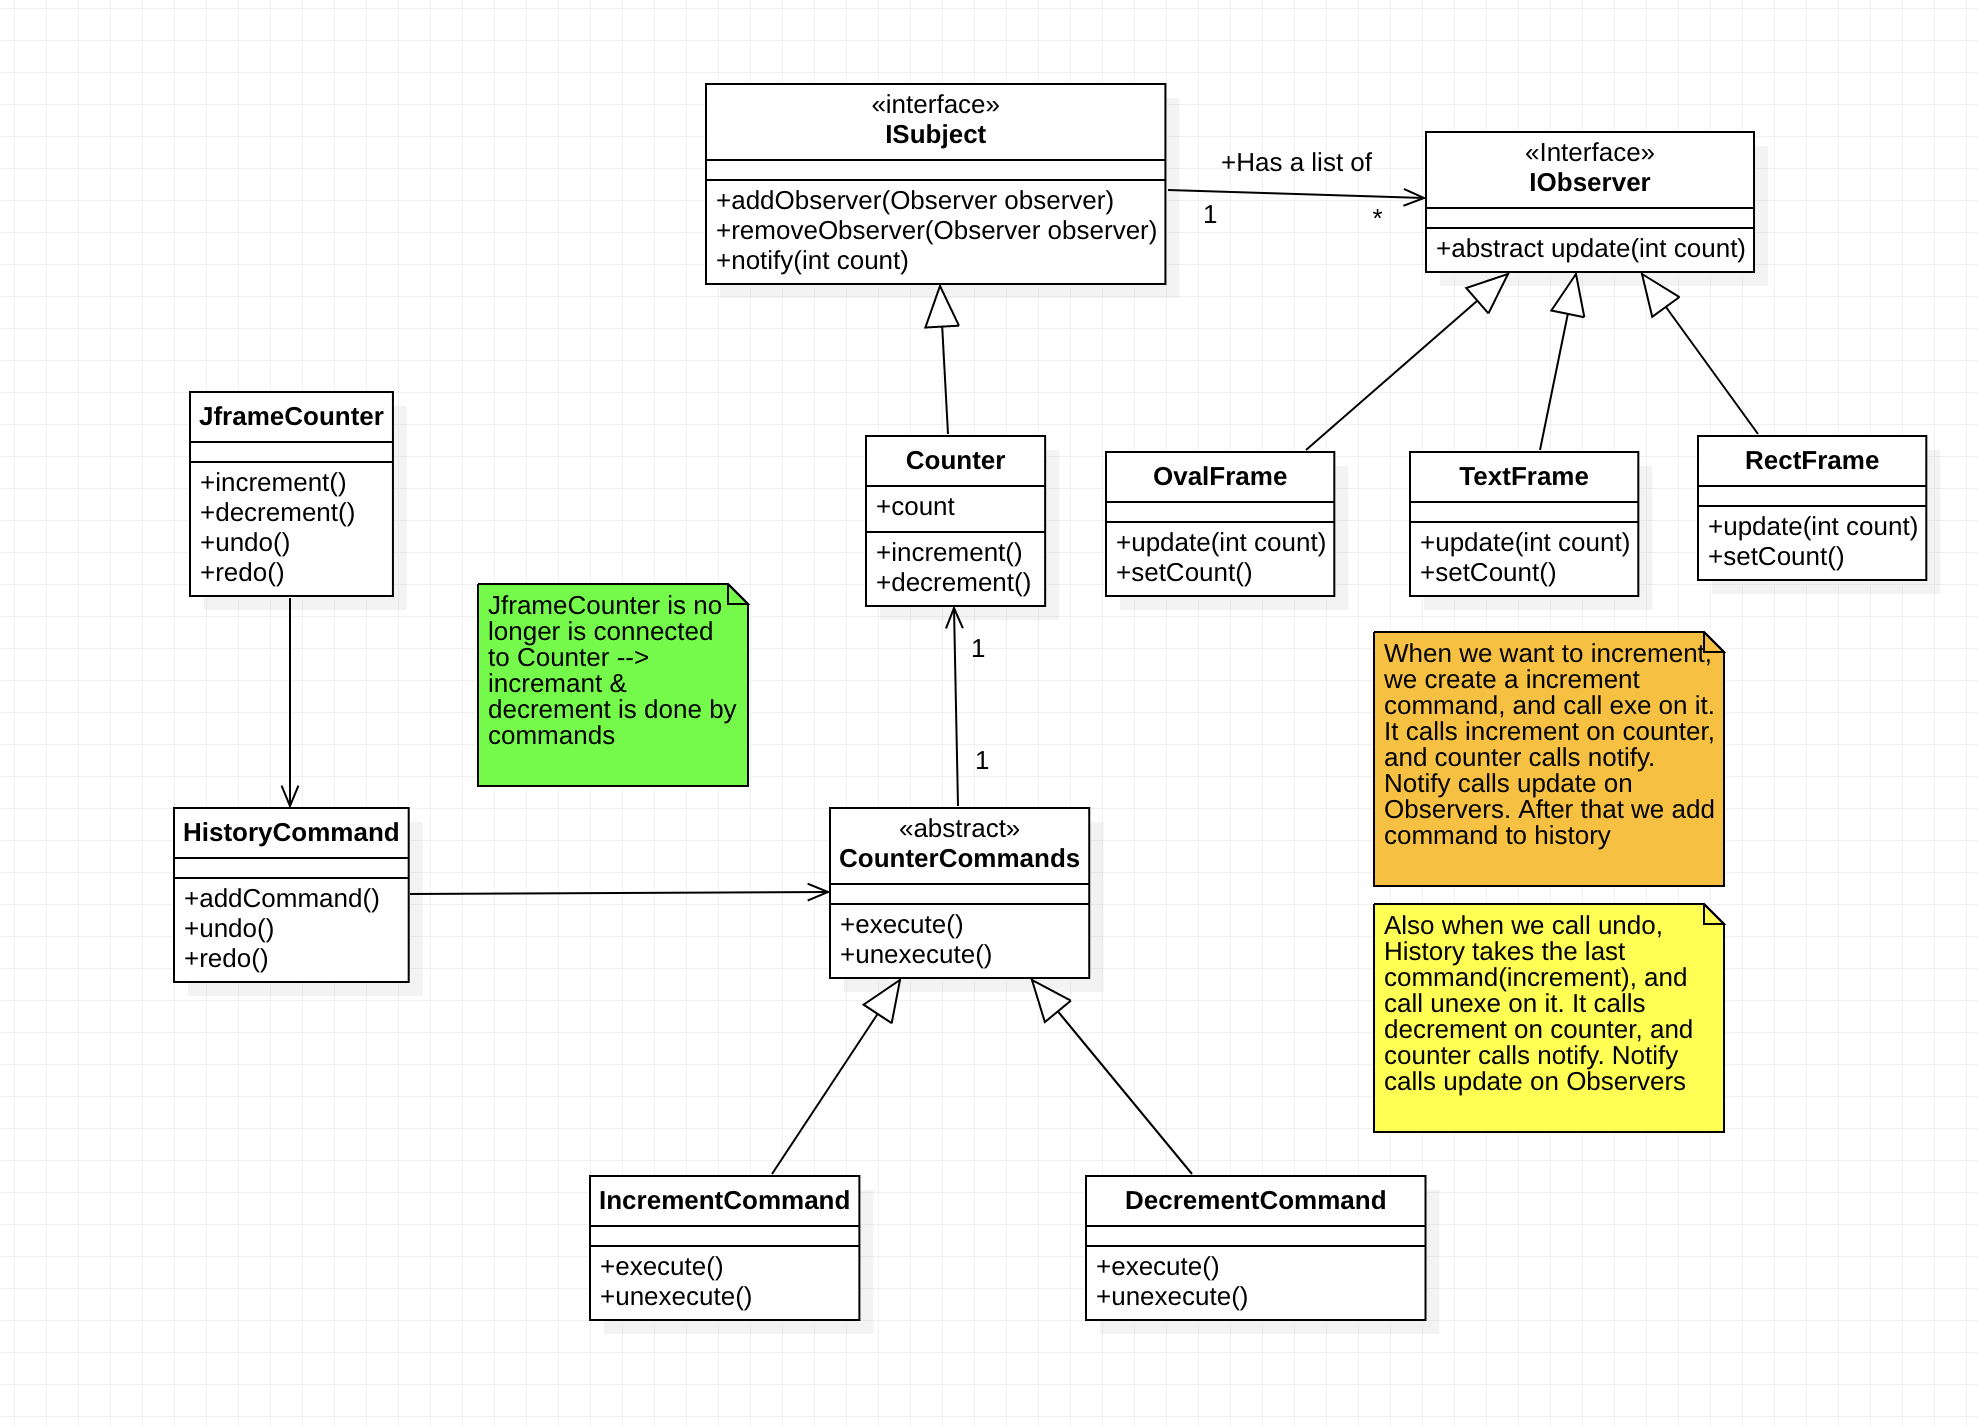 «interface»
ISubject
+addObserver(Observer observer)
+removeObserver(Observer observer)
+notify(int count)
+Has a list of
1
*
«Interface»
IObserver
+abstract update(int count)
JframeCounter
+increment()
+decrement()
+undo()
+redo()
Counter
+count
+increment()
+decrement()
OvalFrame
+update(int count)
+setCount()
TextFrame
+update(int count)
+setCount()
RectFrame
+update(int count)
+setCount()
JframeCounter is no
longer is connected
to Counter -->
incremant &
decrement is done by
commands
1
1
When we want to increment,
we create a increment
command, and call exe on it.
It calls increment on counter,
and counter calls notify.
Notify calls update on
Observers. After that we add
command to history
HistoryCommand
+addCommand()
+undo()
+redo()
«abstract»
CounterCommands
+execute()
+unexecute()
Also when we call undo,
History takes the last
command(increment), and
call unexe on it. It calls
decrement on counter, and
counter calls notify. Notify
calls update on Observers
IncrementCommand
+execute()
+unexecute()
DecrementCommand
+execute()
+unexecute()